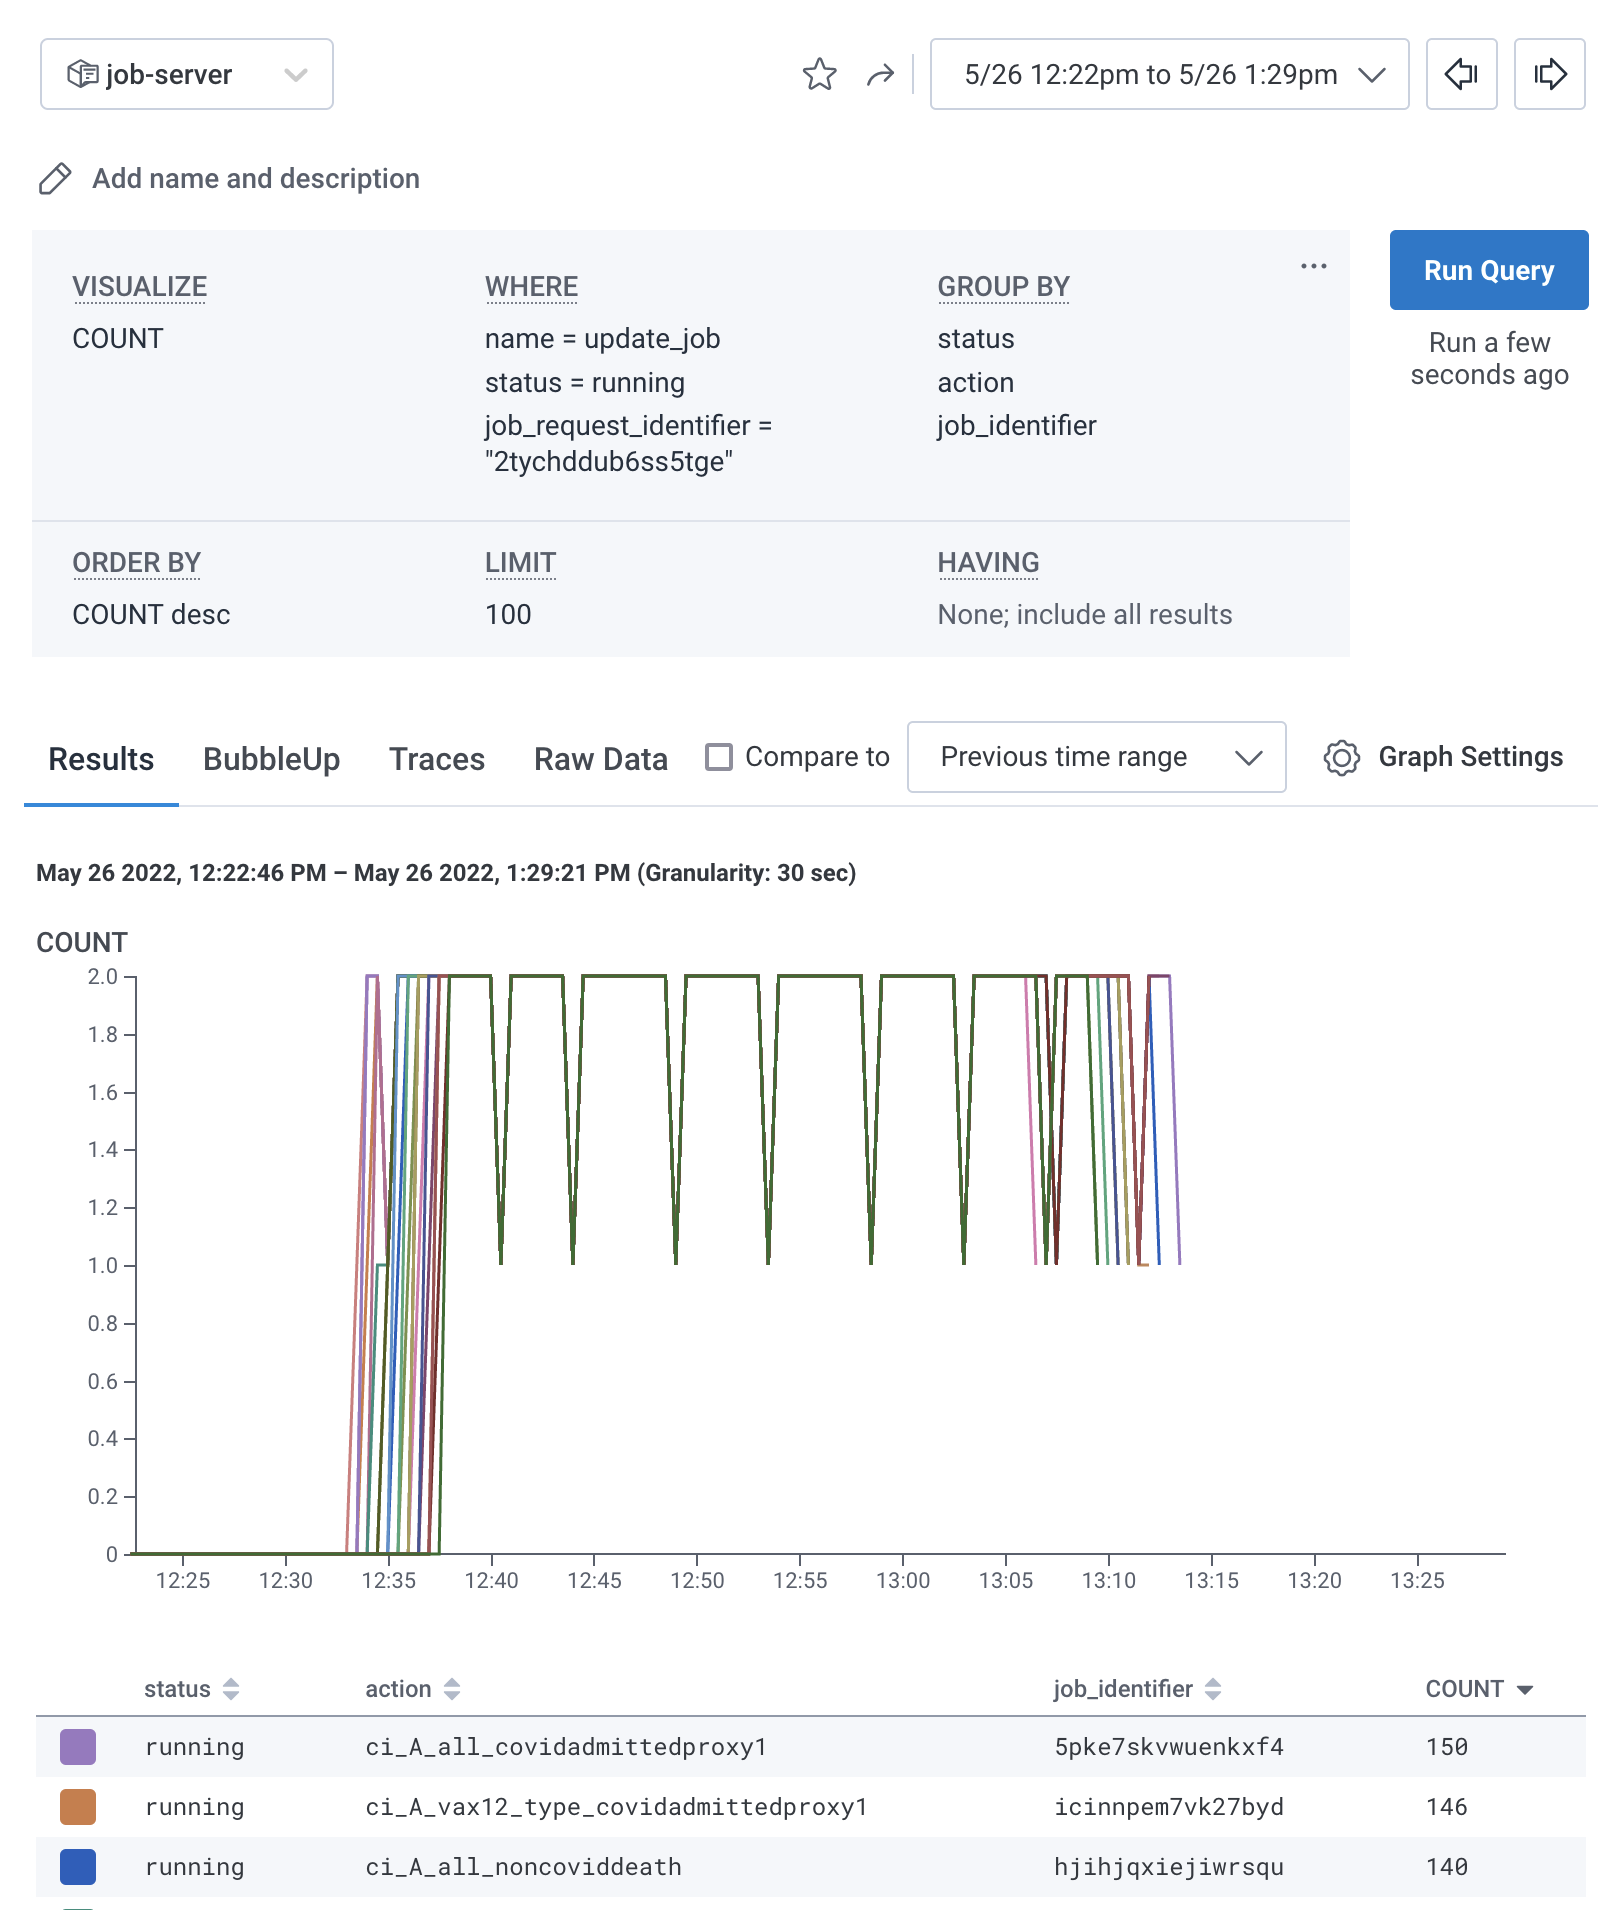 job-server
5/26 12:22pm to 5/26 1:29pm
Add name and description
VISUALIZE
COUNT
WHERE
name = update_job
status = running
job_request_identifier =
"2tychddub6ss5tge"
GROUP BY
status
action
job_identifier
...
Run Query
Run a few
seconds ago
ORDER BY
COUNT desc
LIMIT
100
HAVING
None; include all results
Results
BubbleUp
Traces
Raw Data
Compare to
Previous time range
Graph Settings
May 26 2022, 12:22:46 PM – May 26 2022, 1:29:21 PM (Granularity: 30 sec)
COUNT
2.0
1.8
1.6
1.4
1.2
1.0
0.8
0.6
0.4
0.2
0
12:25 12:30 12:35 12:40 12:45 12:50 12:55 13:00 13:05 13:10 13:15 13:20 13:25
status action job_identifier COUNT
running ci_A_all_covidadmittedproxy1 5pke7skvwuenkxf4 150
running ci_A_vax12_type_covidadmittedproxy1 icinnpem7vk27byd 146
running ci_A_all_noncoviddeath hjihjqxiejiwrsqu 140